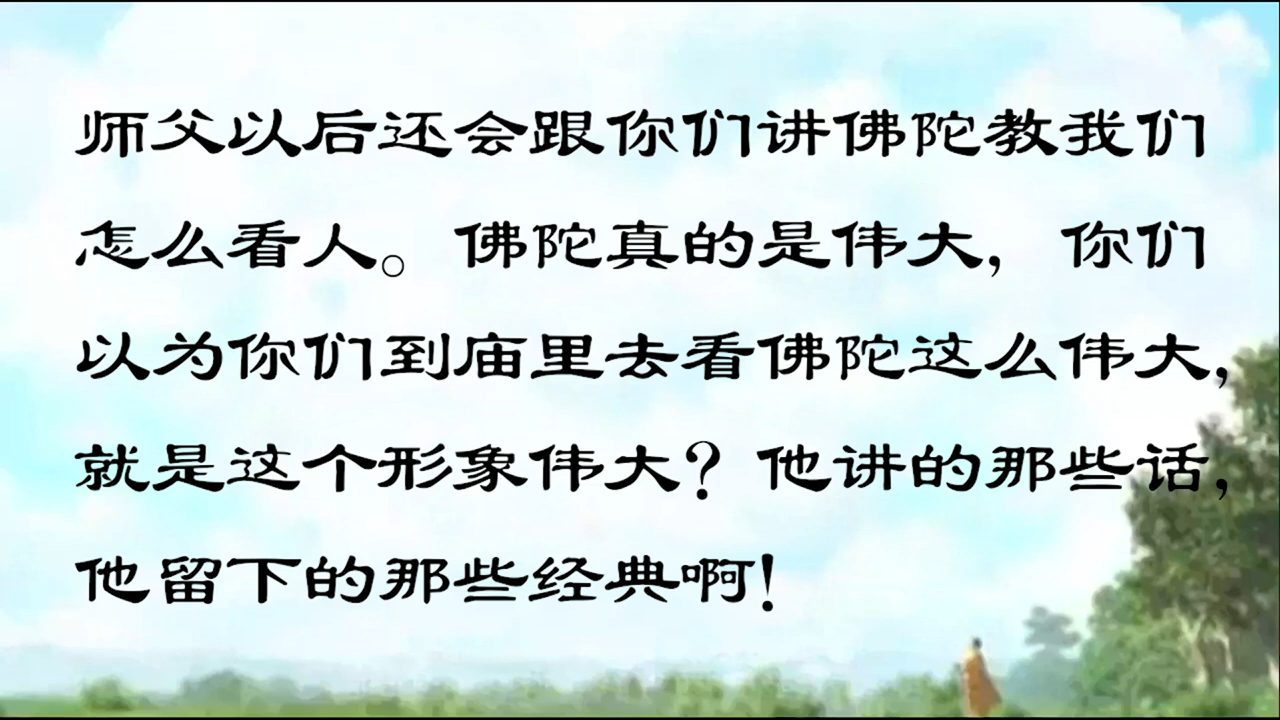 师父以后还会跟你们讲佛陀教我们
怎么看人。佛陀真的是伟大，你们
以为你们到庙里去看佛陀这么伟大，
就是这个形象伟大？他讲的那些话，
他留下的那些经典啊！